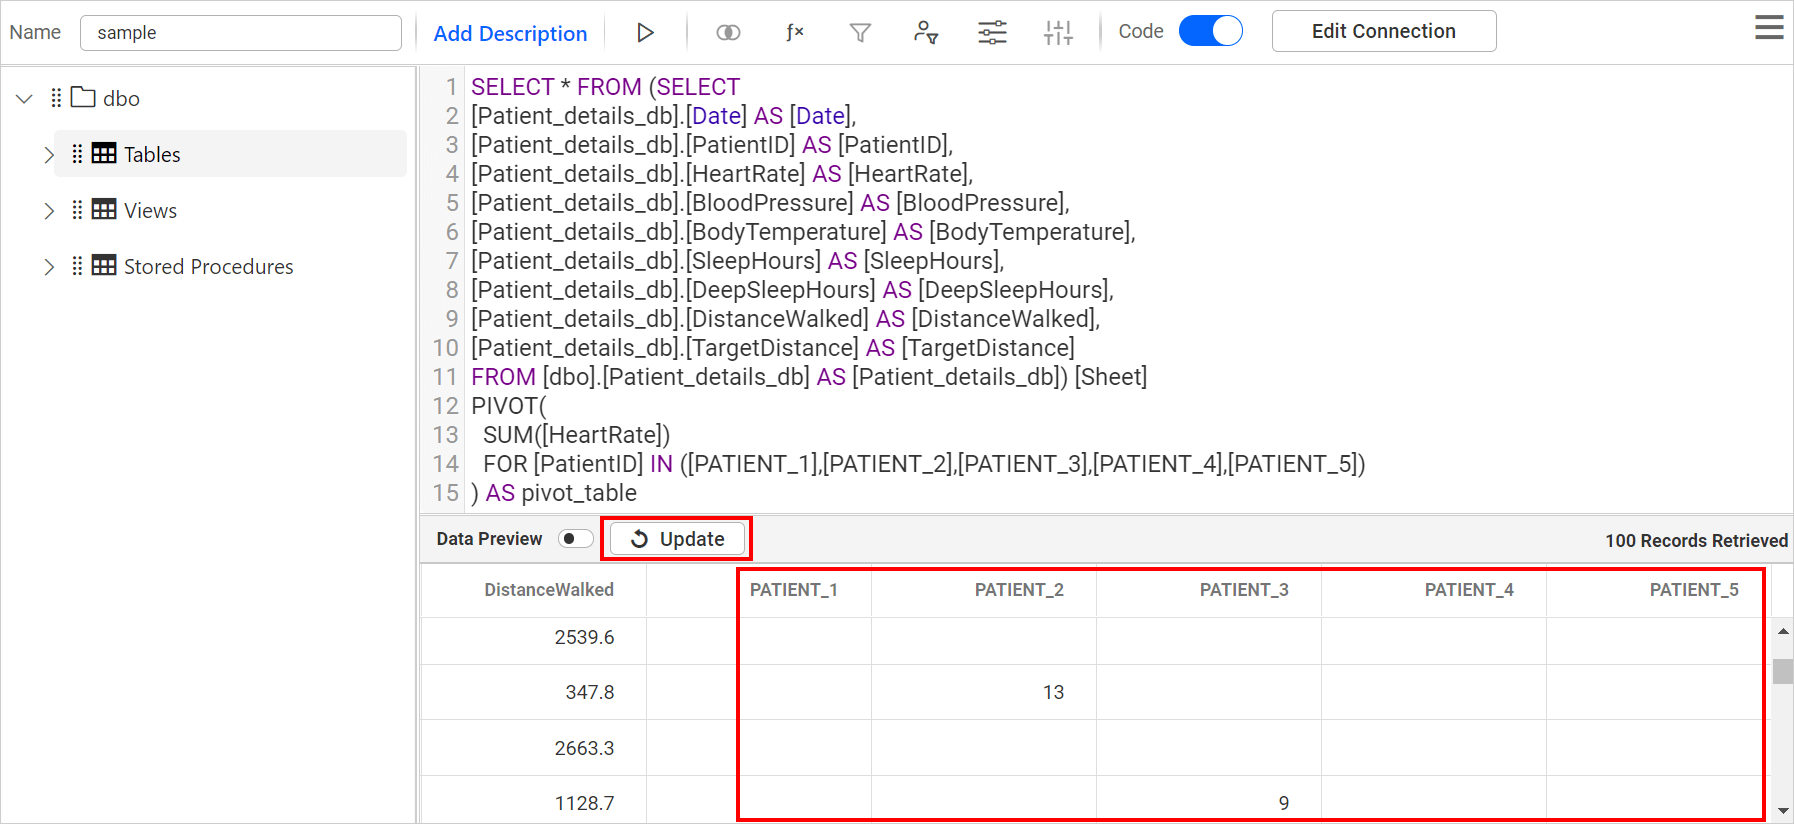 Name sample Add Description ƒx Code Edit Connection
dbo
Tables
Views
Stored Procedures
1 SELECT * FROM (SELECT
2 [Patient_details_db].[Date] AS [Date],
3 [Patient_details_db].[PatientID] AS [PatientID],
4 [Patient_details_db].[HeartRate] AS [HeartRate],
5 [Patient_details_db].[BloodPressure] AS [BloodPressure],
6 [Patient_details_db].[BodyTemperature] AS [BodyTemperature],
7 [Patient_details_db].[SleepHours] AS [SleepHours],
8 [Patient_details_db].[DeepSleepHours] AS [DeepSleepHours],
9 [Patient_details_db].[DistanceWalked] AS [DistanceWalked],
10 [Patient_details_db].[TargetDistance] AS [TargetDistance]
11 FROM [dbo].[Patient_details_db] AS [Patient_details_db]) [Sheet]
12 PIVOT(
13 SUM([HeartRate])
14 FOR [PatientID] IN ([PATIENT_1],[PATIENT_2],[PATIENT_3],[PATIENT_4],[PATIENT_5])
15 ) AS pivot_table
Data Preview Update 100 Records Retrieved
DistanceWalked PATIENT_1 PATIENT_2 PATIENT_3 PATIENT_4 PATIENT_5
2539.6
347.8 13
2663.3
1128.7 9